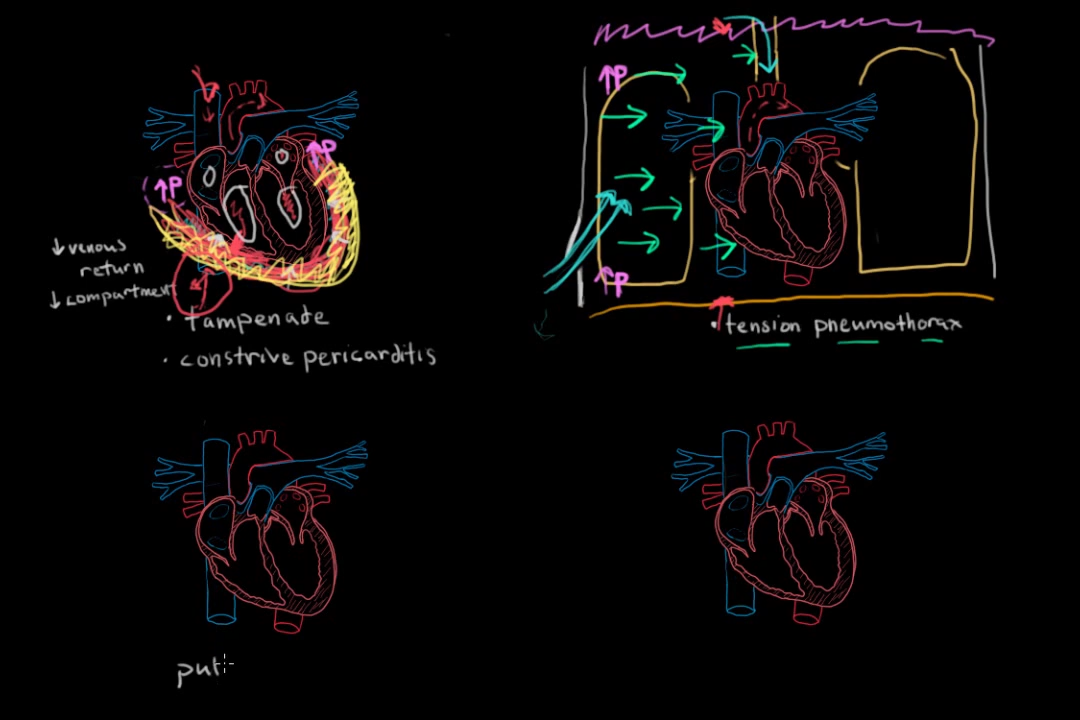 ↑P
↑P
↓ venous
return
↓ compartment
• tampenade
• constrive pericarditis
↑P
↑P
• tension pneumothorax
put